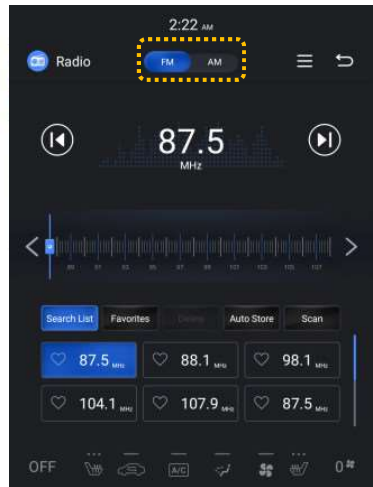 2:22 AM
Radio FM AM
87.5
MHz
Search List Favorites Delete Auto Store Scan
87.5 MHz 88.1 MHz 98.1 MHz
104.1 MHz 107.9 MHz 87.5 MHz
OFF A/C 0